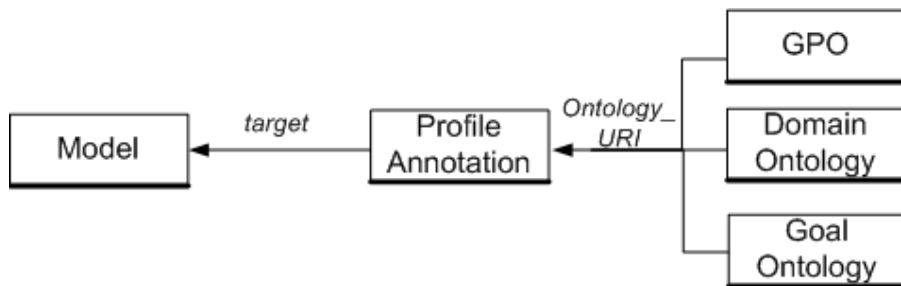 GPO
Model
target
Profile
Annotation
Ontology_
URI
Domain
Ontology
Goal
Ontology